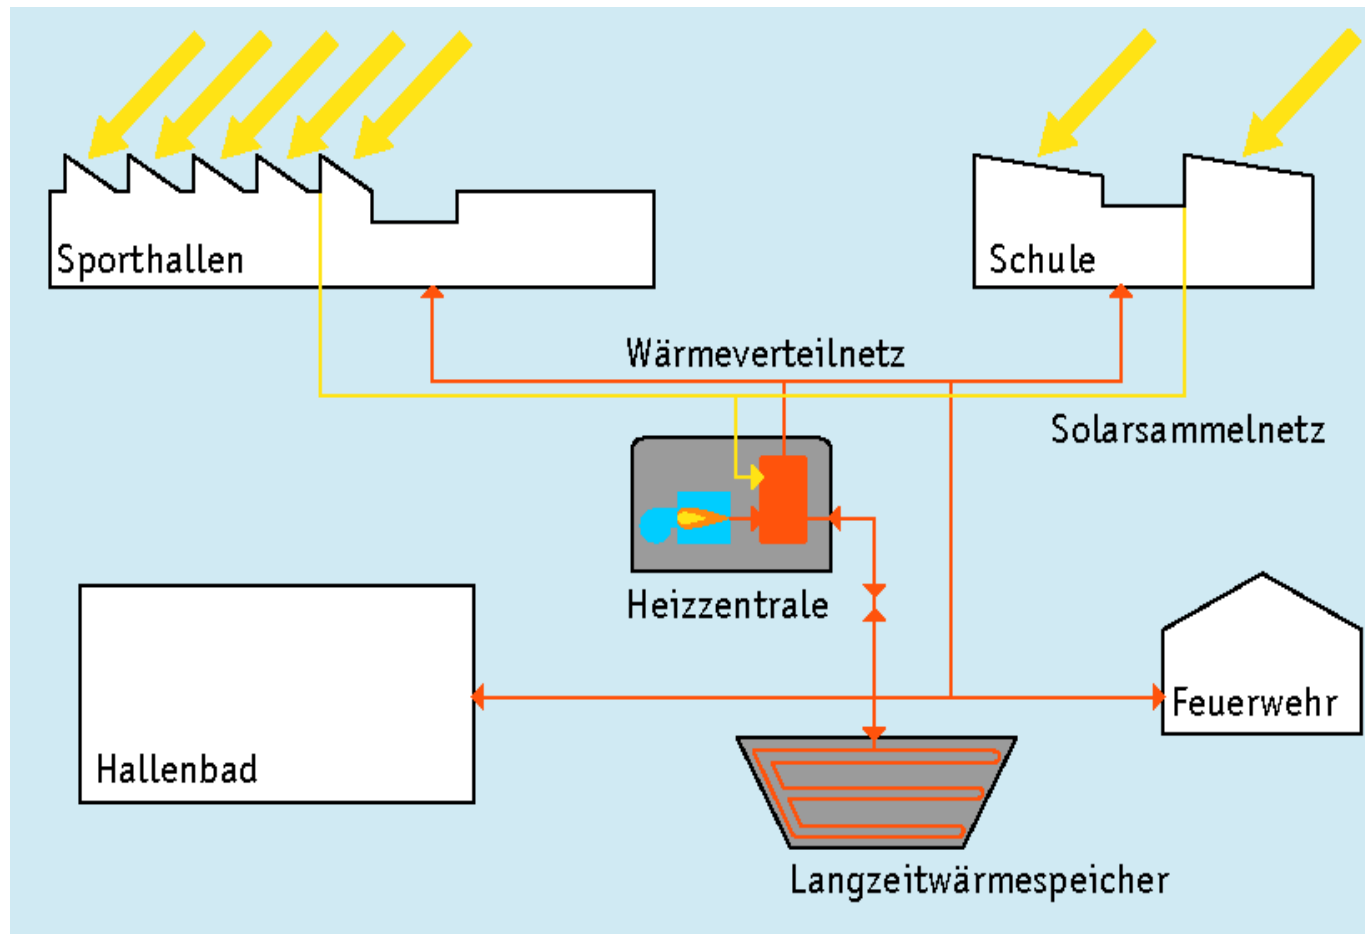 Sporthallen
Schule
Wärmeverteilnetz
Solarsammelnetz
Heizzentrale
Feuerwehr
Hallenbad
Langzeitwärmespeicher